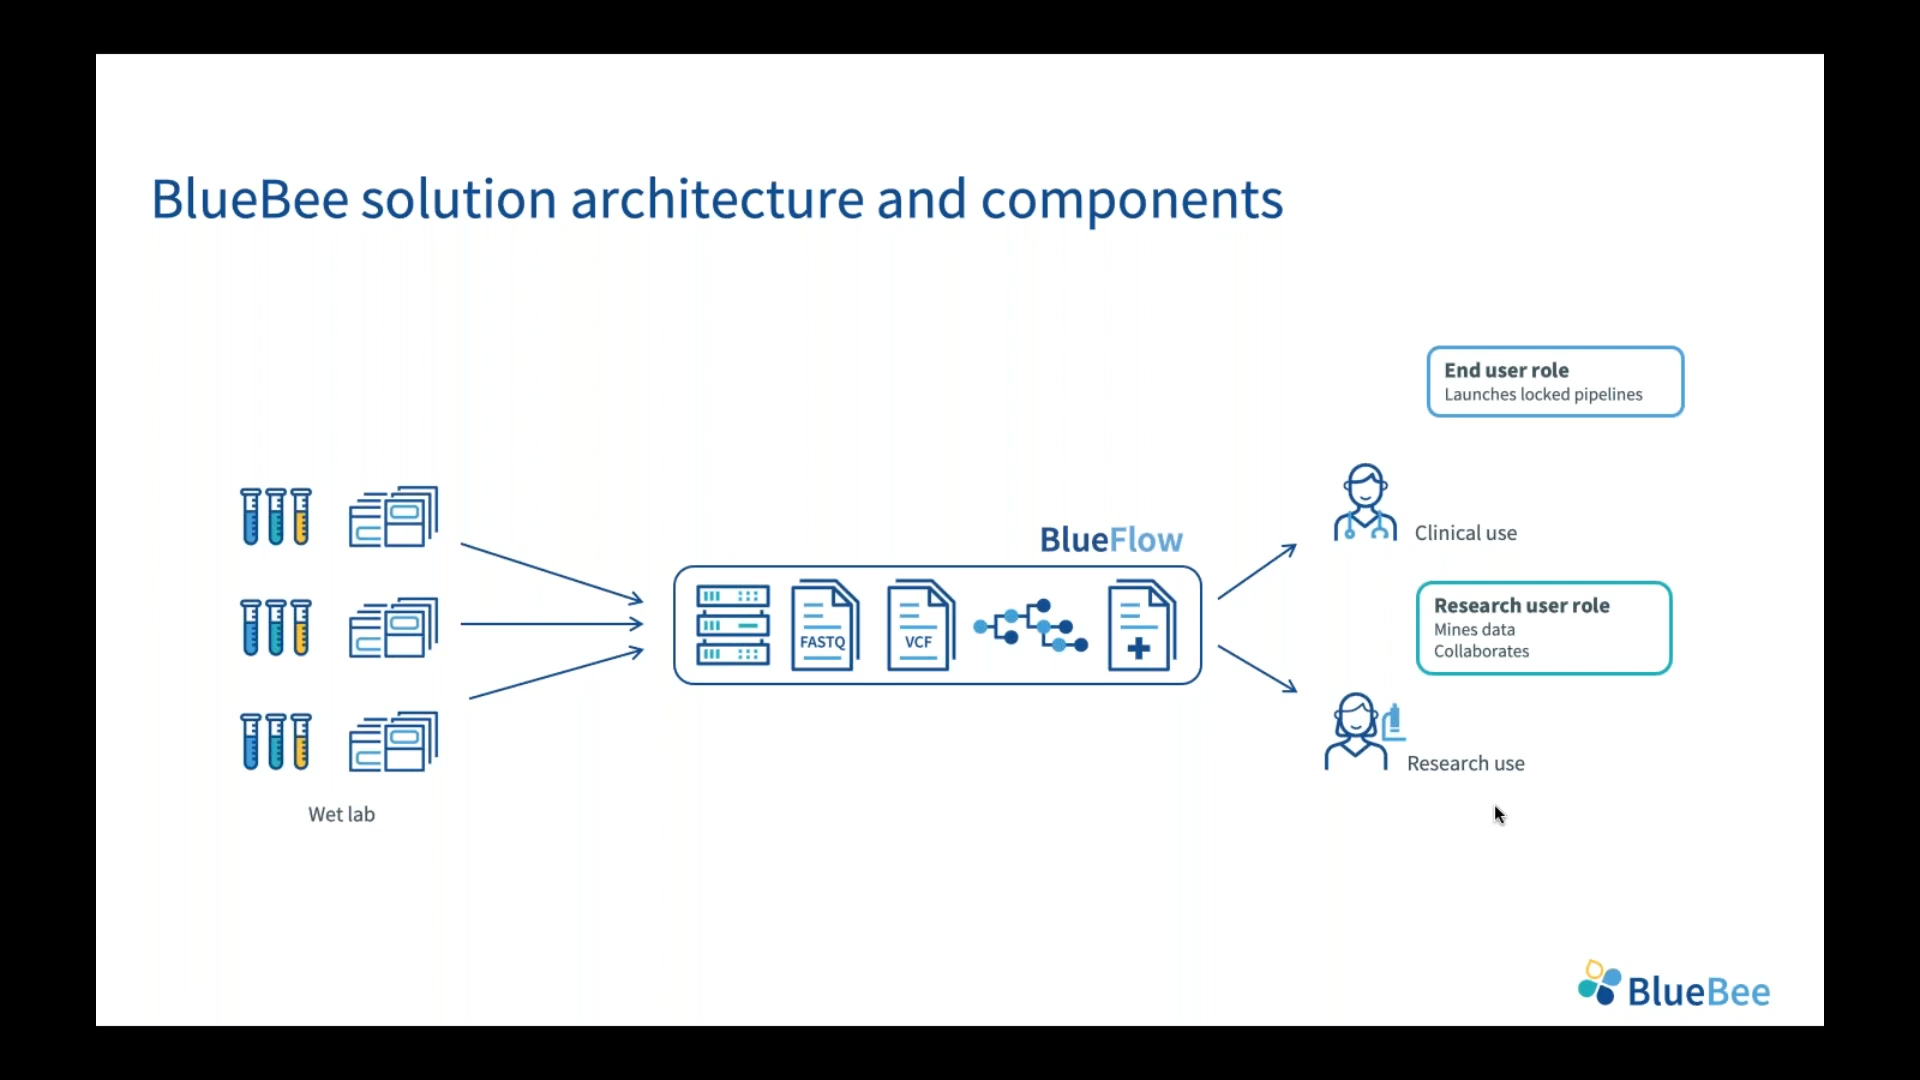 BlueBee solution architecture and components
End user role
Launches locked pipelines
Clinical use
BlueFlow
FASTQ
VCF
Research user role
Mines data
Collaborates
Research use
Wet lab
BlueBee